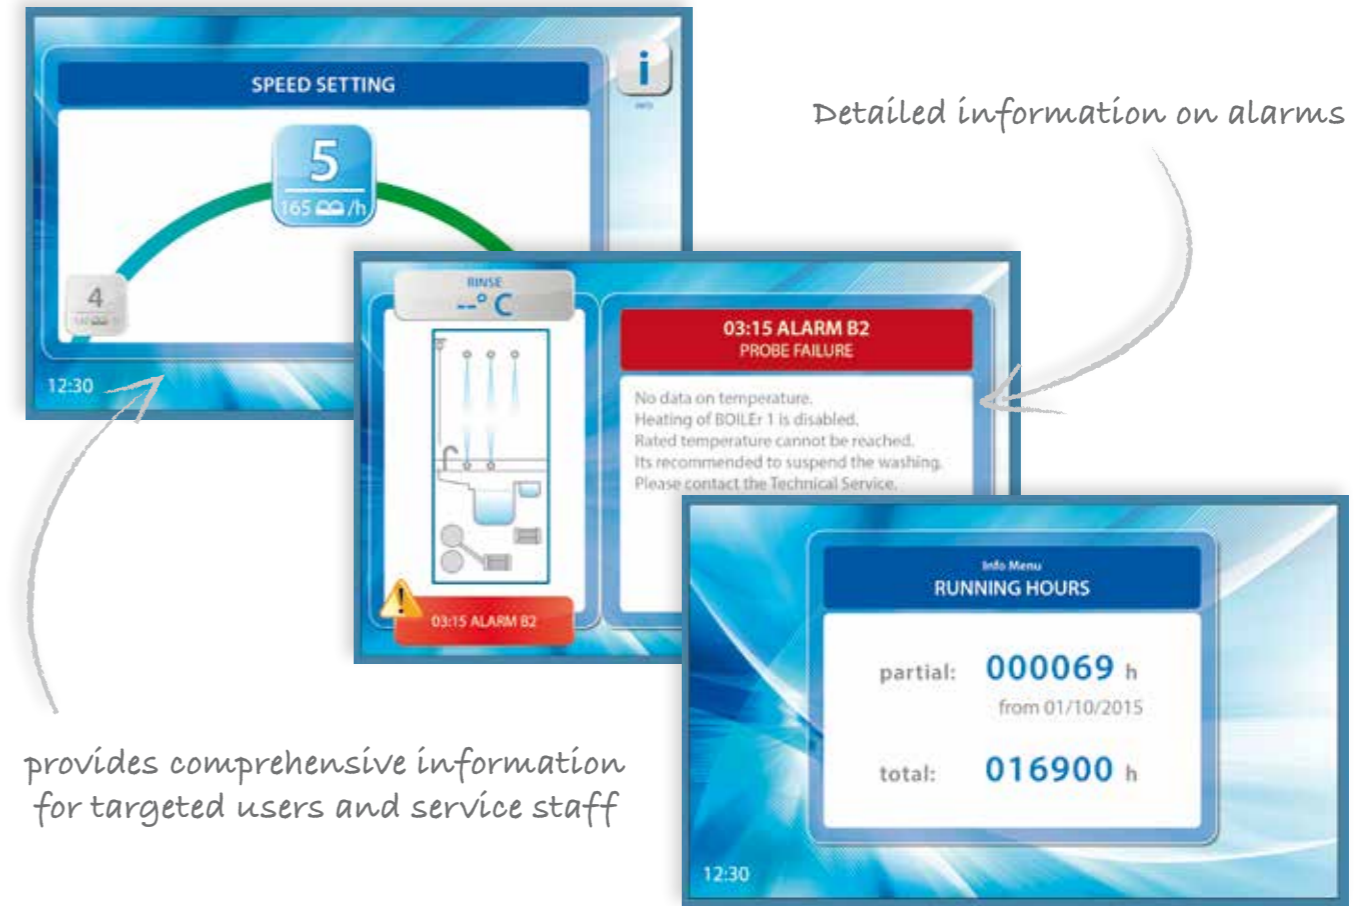 SPEED SETTING
i
INFO
5
165 /h
4
12:30
Detailed information on alarms
RINSE
--° C
03:15 ALARM B2
PROBE FAILURE
No data on temperature.
Heating of BOILEr 1 is disabled.
Rated temperature cannot be reached.
Its recommended to suspend the washing.
Please contact the Technical Service.
03:15 ALARM B2
Info Menu
RUNNING HOURS
partial: 000069 h
from 01/10/2015
total: 016900 h
12:30
provides comprehensive information
for targeted users and service staff